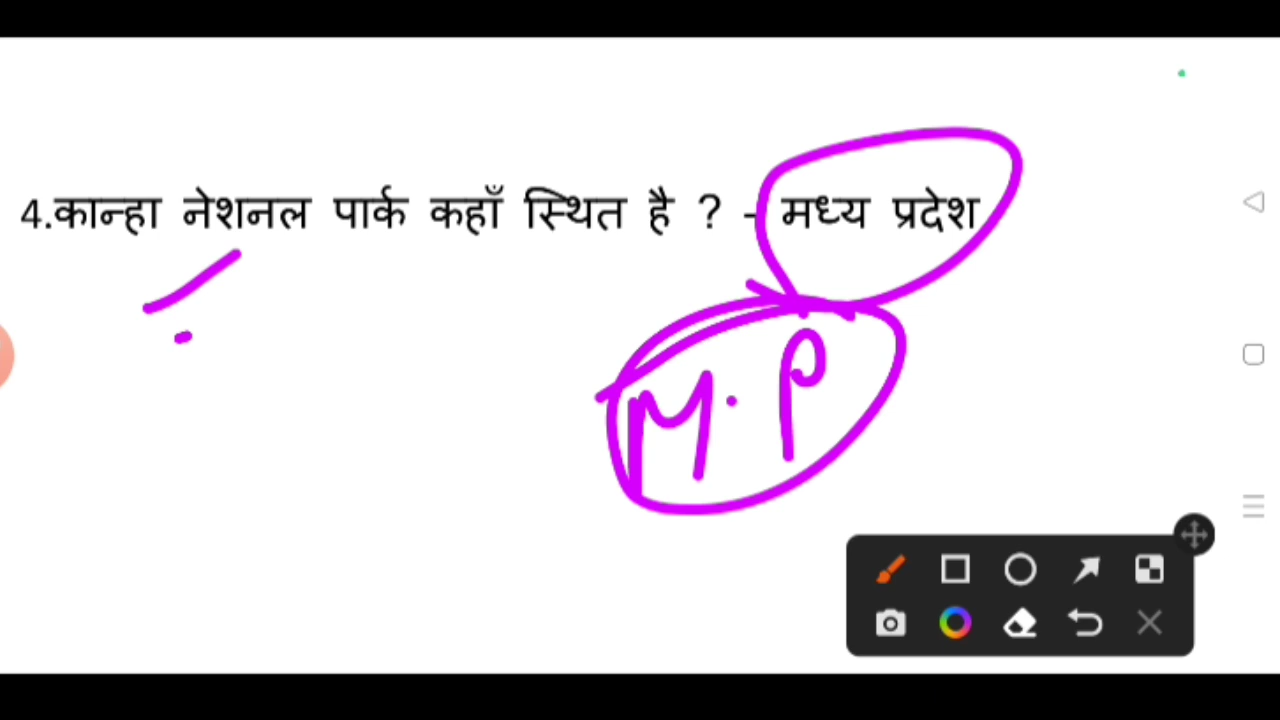 4.कान्हा नेशनल पार्क कहाँ स्थित है ? - मध्य प्रदेश
M.P